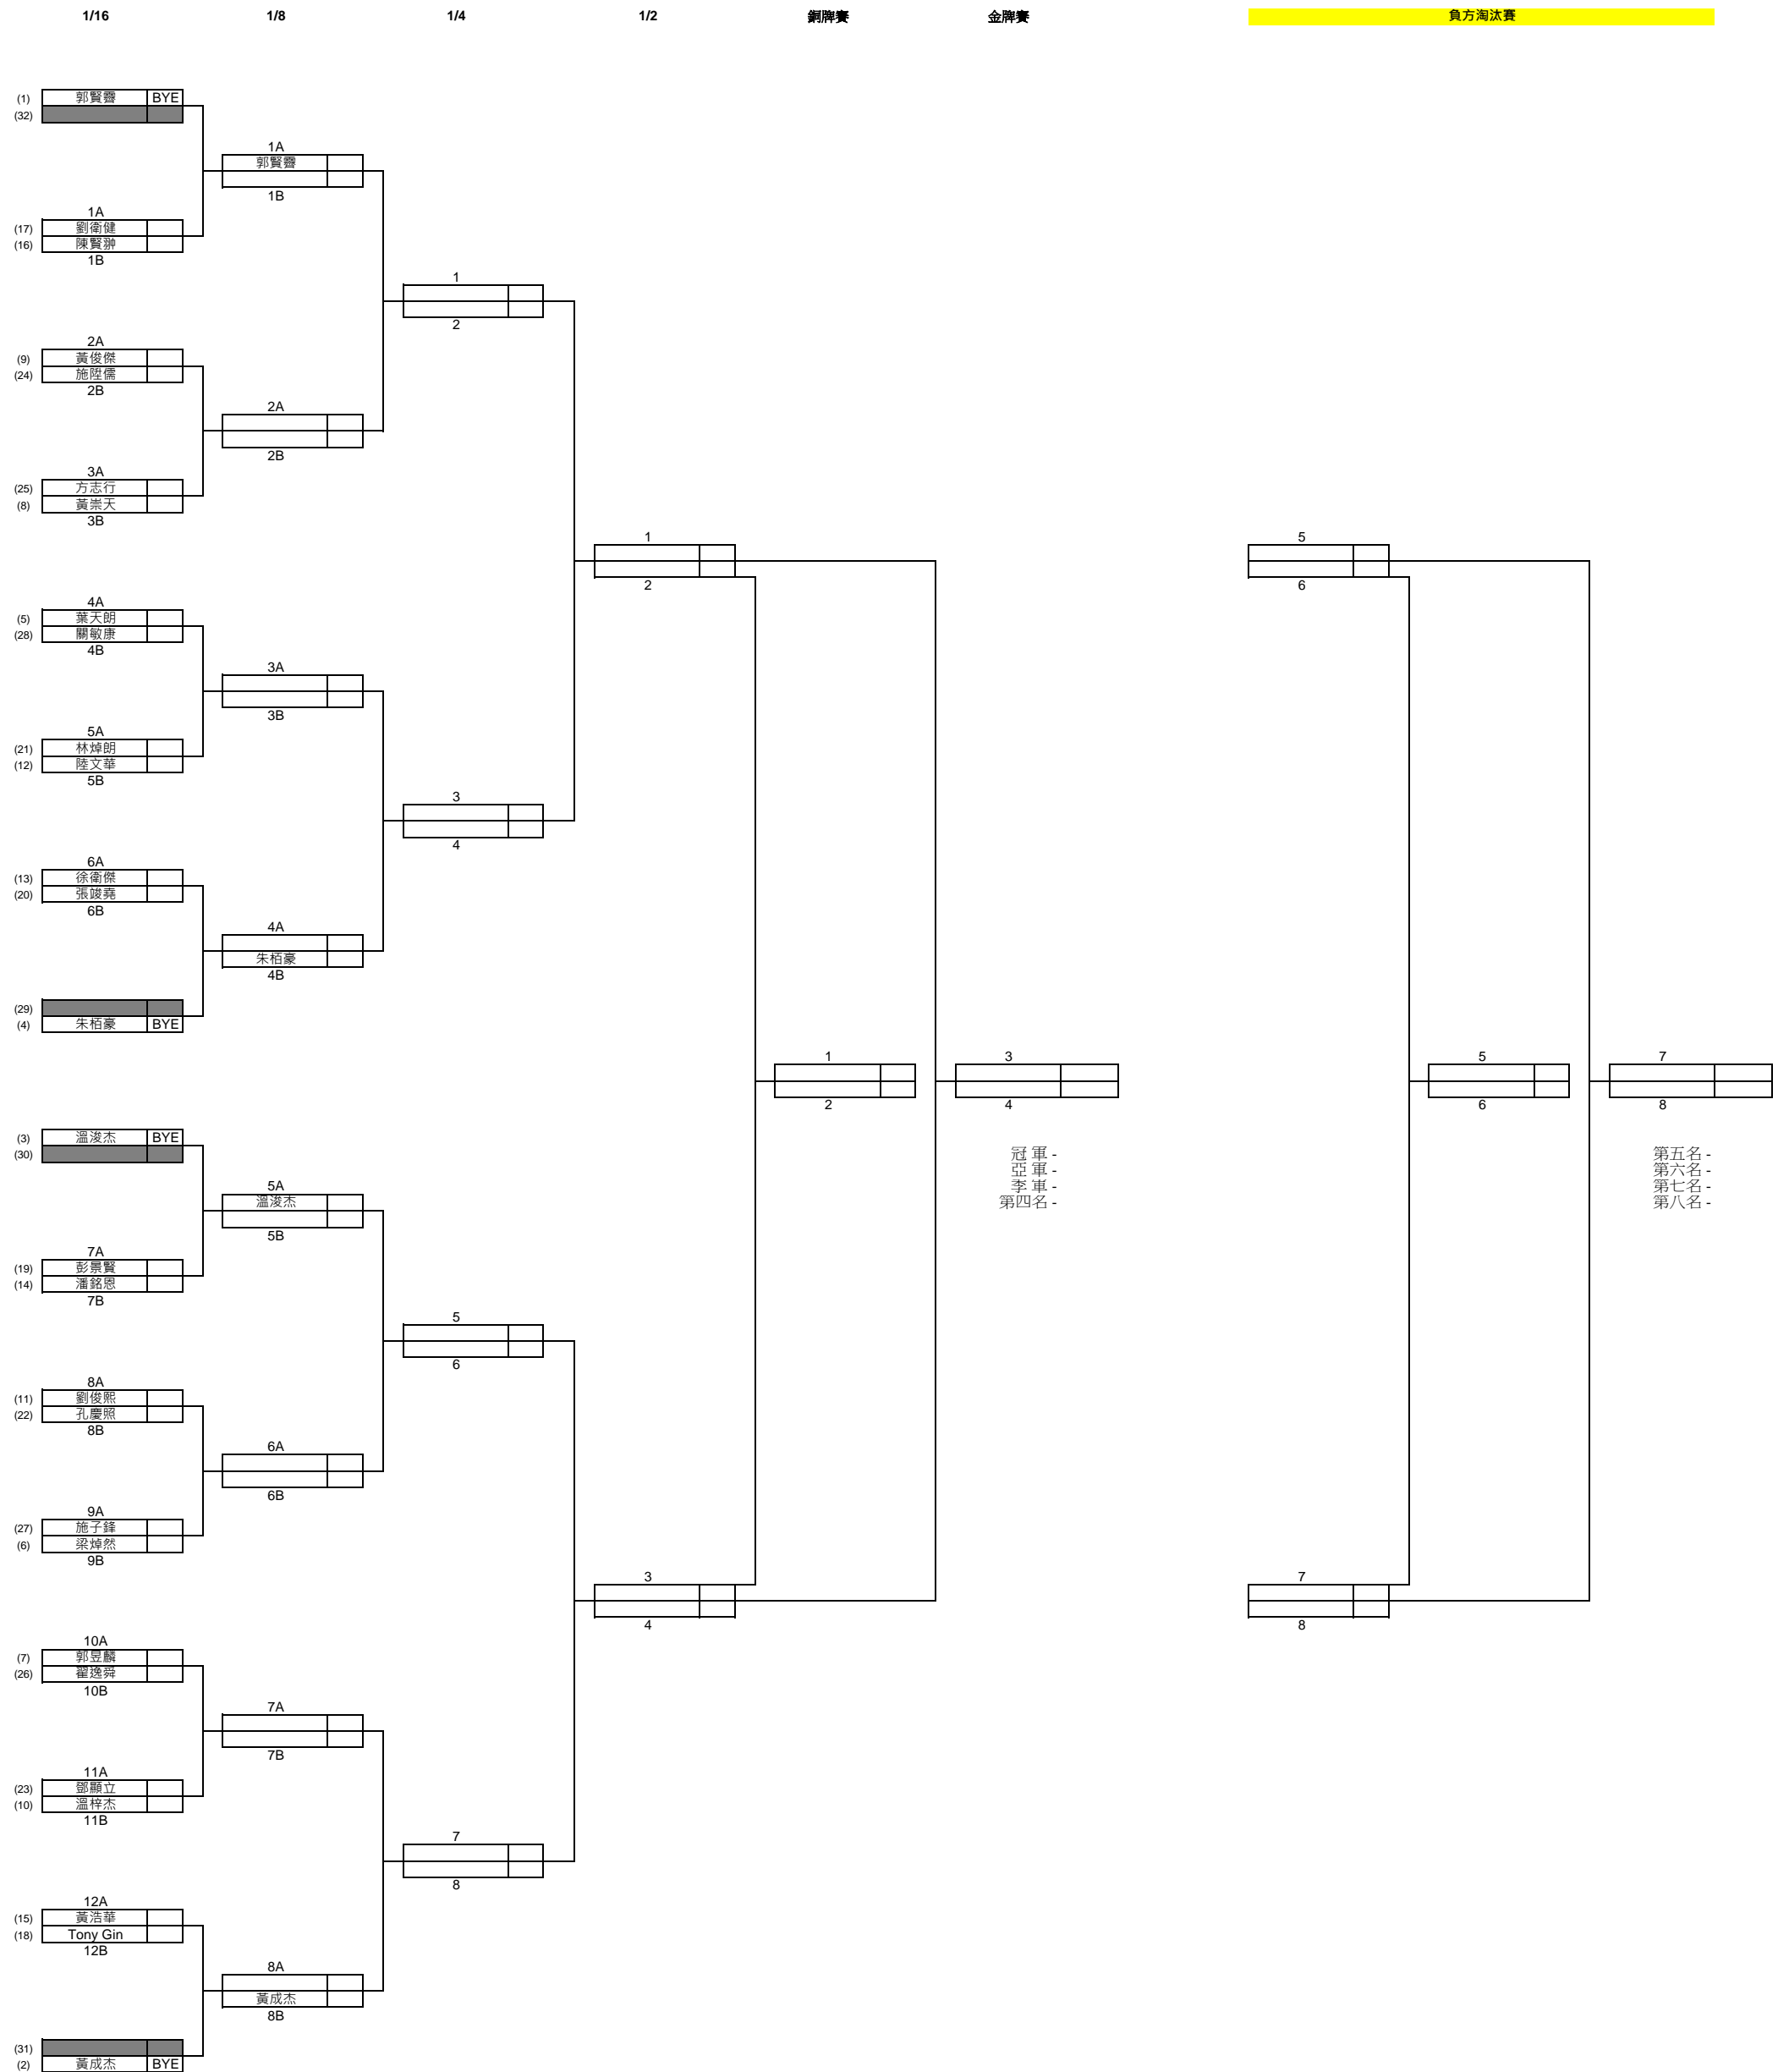 1/16 1/8 1/4 1/2 銅牌賽 金牌賽 負方淘汰賽
(1) 郭賢霽 BYE
(32)
1A
郭賢霽
1B
1A
(17) 劉衛健
(16) 陳賢翀
1B
1
2
2A
(9) 黃俊傑
(24) 施陞儒
2B
2A
2B
3A
(25) 方志行
(8) 黃崇天
3B
1
2
5
6
4A
(5) 葉天朗
(28) 關敏康
4B
3A
3B
5A
(21) 林焯朗
(12) 陸文華
5B
3
4
6A
(13) 徐衛傑
(20) 張竣堯
6B
4A
朱栢豪
4B
(29)
(4) 朱栢豪 BYE
1
2
3
4
5
6
7
8
(3) 溫浚杰 BYE
(30)
冠 軍 -
亞 軍 -
季 軍 -
第四名 -
第五名 -
第六名 -
第七名 -
第八名 -
5A
溫浚杰
5B
7A
(19) 彭景賢
(14) 潘銘恩
7B
5
6
8A
(11) 劉俊熙
(22) 孔慶照
8B
6A
6B
9A
(27) 施子鋒
(6) 梁焯然
9B
3
4
7
8
10A
(7) 郭昱麟
(26) 翟逸舜
10B
7A
7B
11A
(23) 鄧顯立
(10) 溫梓杰
11B
7
8
12A
(15) 黃浩華
(18) Tony Gin
12B
8A
黃成杰
8B
(31)
(2) 黃成杰 BYE